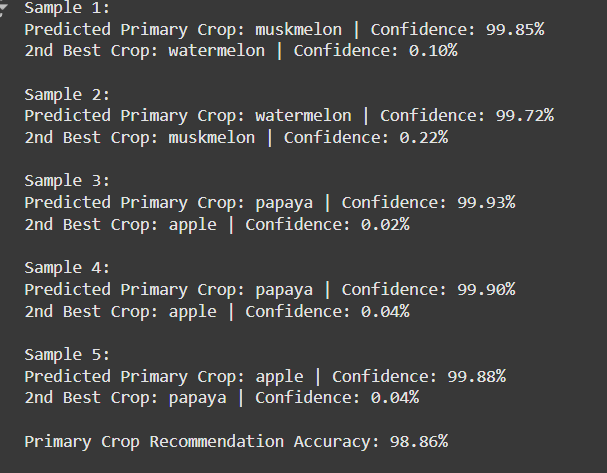 Sample 1:
Predicted Primary Crop: muskmelon | Confidence: 99.85%
2nd Best Crop: watermelon | Confidence: 0.10%
Sample 2:
Predicted Primary Crop: watermelon | Confidence: 99.72%
2nd Best Crop: muskmelon | Confidence: 0.22%
Sample 3:
Predicted Primary Crop: papaya | Confidence: 99.93%
2nd Best Crop: apple | Confidence: 0.02%
Sample 4:
Predicted Primary Crop: papaya | Confidence: 99.90%
2nd Best Crop: apple | Confidence: 0.04%
Sample 5:
Predicted Primary Crop: apple | Confidence: 99.88%
2nd Best Crop: papaya | Confidence: 0.04%
Primary Crop Recommendation Accuracy: 98.86%